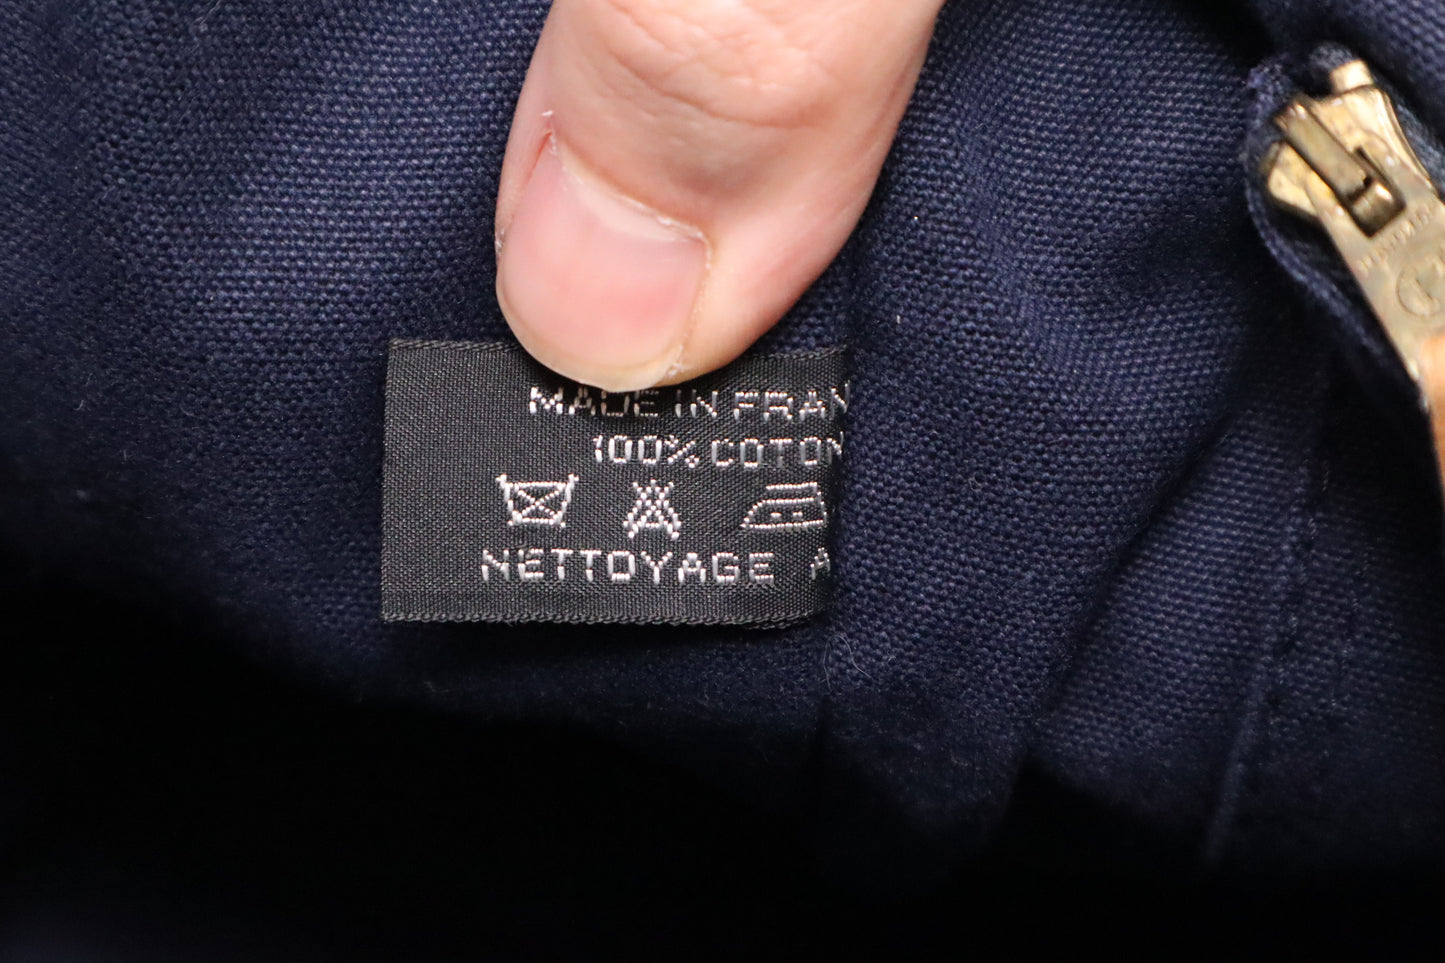 MADE IN FRAN
100% COTON
NETTOYAGE A